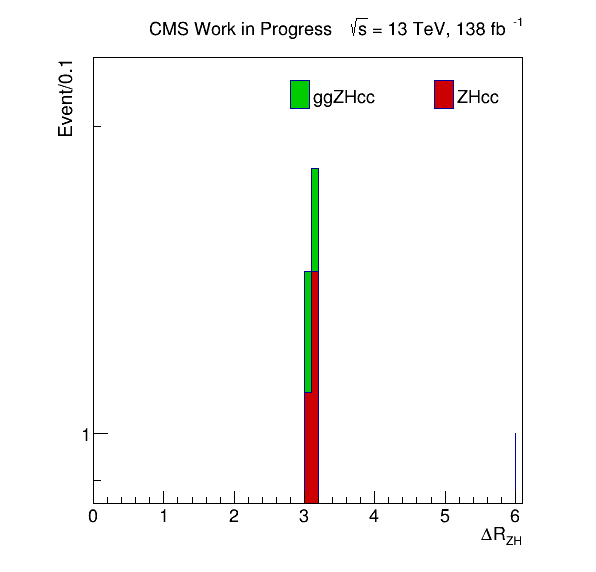 CMS Work in Progress √s = 13 TeV, 138 fb⁻¹
Event/0.1
ggZHcc ZHcc
1
0 1 2 3 4 5 6
ΔR_ZH